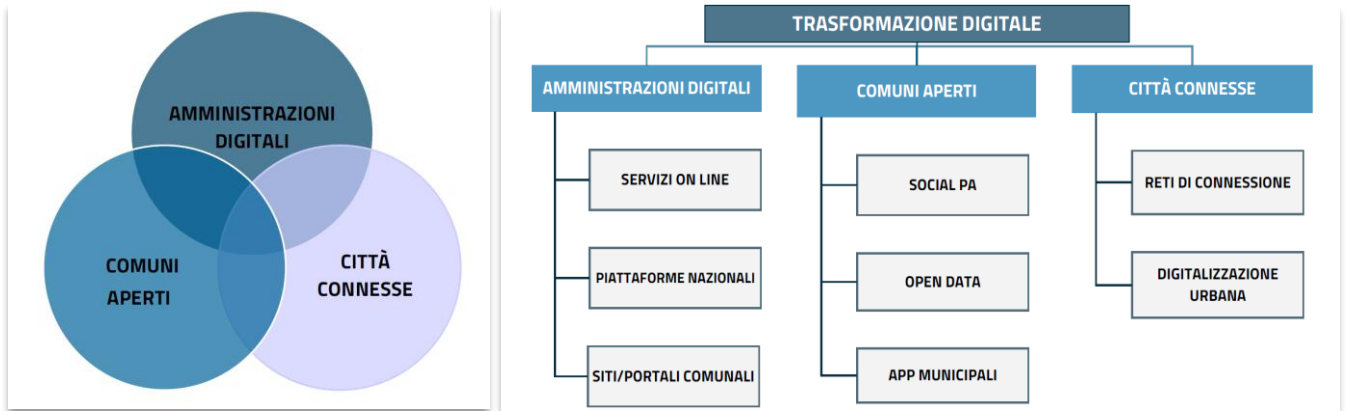 AMMINISTRAZIONI
DIGITALI
COMUNI
APERTI
CITTÀ
CONNESSE
TRASFORMAZIONE DIGITALE
AMMINISTRAZIONI DIGITALI
SERVIZI ON LINE
PIATTAFORME NAZIONALI
SITI/PORTALI COMUNALI
COMUNI APERTI
SOCIAL PA
OPEN DATA
APP MUNICIPALI
CITTÀ CONNESSE
RETI DI CONNESSIONE
DIGITALIZZAZIONE
URBANA